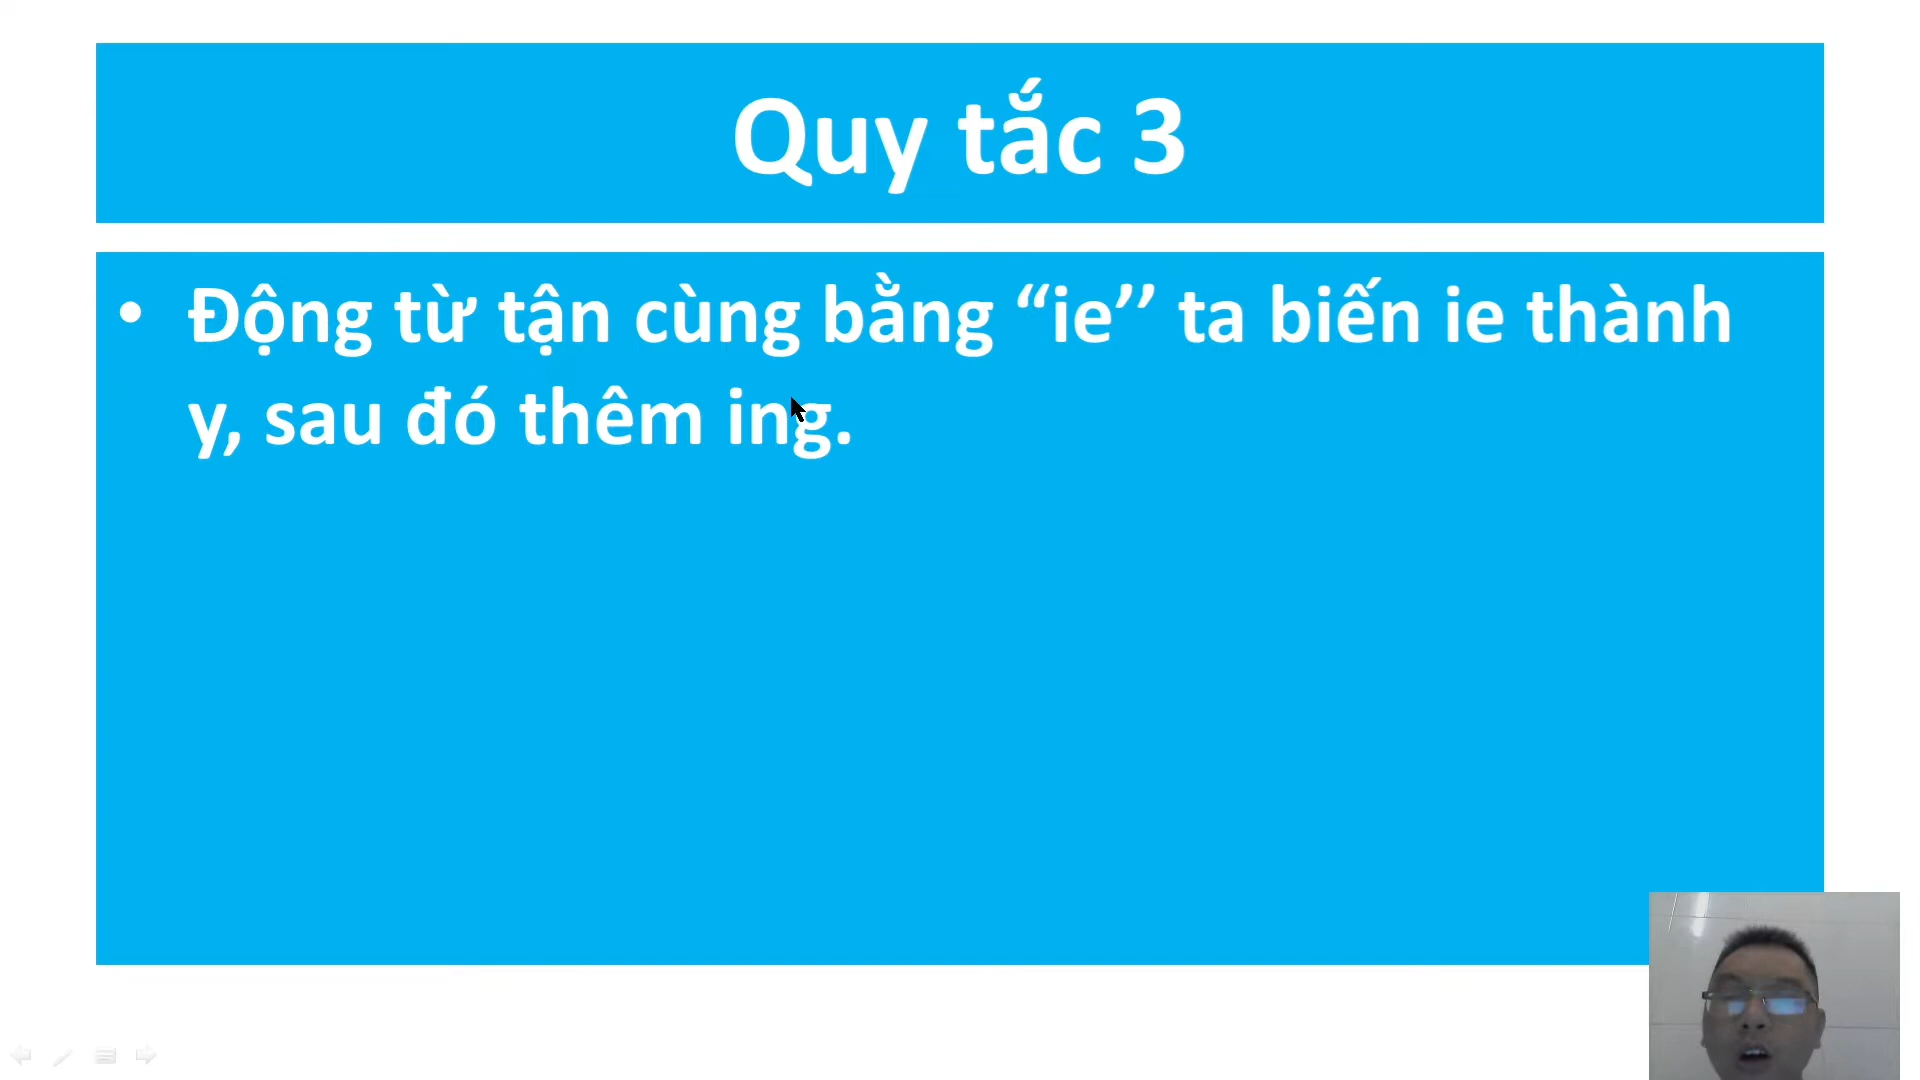 Quy tắc 3
• Động từ tận cùng bằng “ie’’ ta biến ie thành
y, sau đó thêm ing.